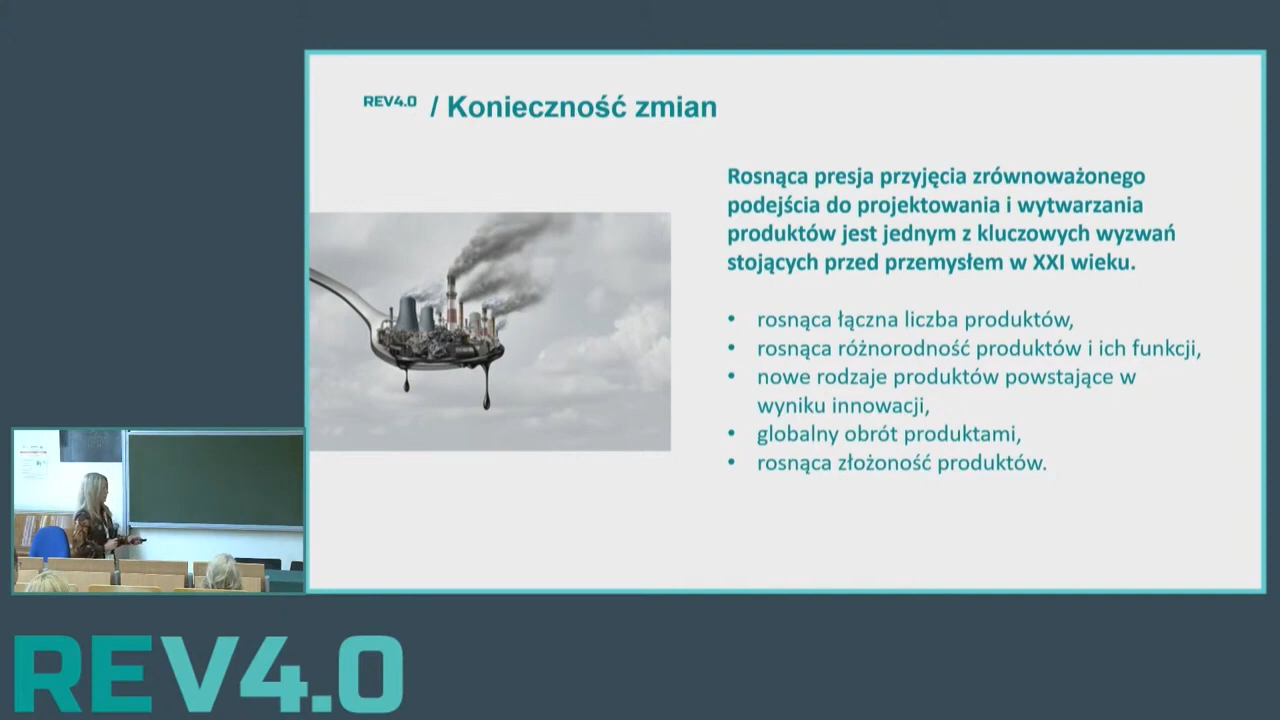 REV4.0 / Konieczność zmian
Rosnąca presja przyjęcia zrównoważonego
podejścia do projektowania i wytwarzania
produktów jest jednym z kluczowych wyzwań
stojących przed przemysłem w XXI wieku.
• rosnąca łączna liczba produktów,
• rosnąca różnorodność produktów i ich funkcji,
• nowe rodzaje produktów powstające w
wyniku innowacji,
• globalny obrót produktami,
• rosnąca złożoność produktów.
REV4.0